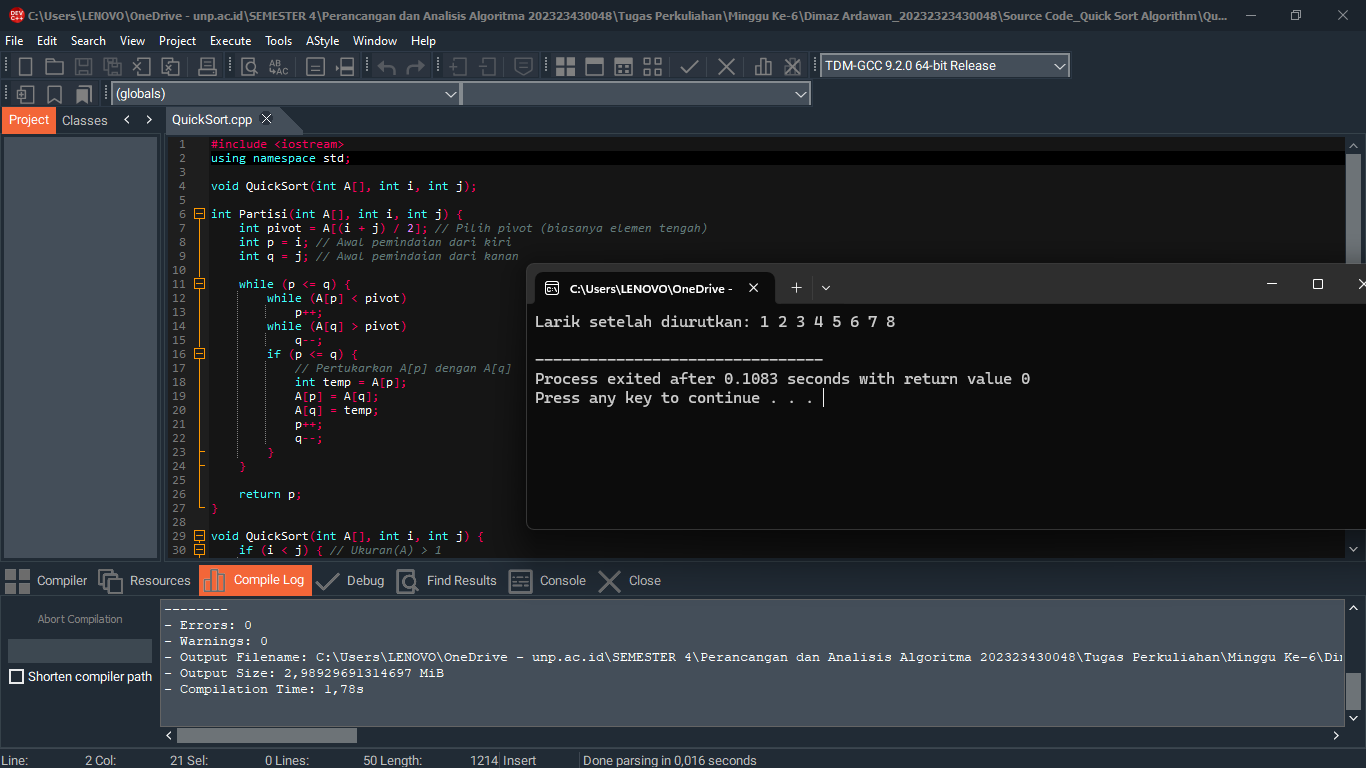 C:\Users\LENOVO\OneDrive - unp.ac.id\SEMESTER 4\Perancangan dan Analisis Algoritma 202323430048\Tugas Perkuliahan\Minggu Ke-6\Dimaz Ardawan_20232323430048\Source Code_Quick Sort Algorithm\Qu...
File Edit Search View Project Execute Tools AStyle Window Help
TDM-GCC 9.2.0 64-bit Release
(globals)
Project Classes
QuickSort.cpp
1 #include <iostream>
2 using namespace std;
3
4 void QuickSort(int A[], int i, int j);
5
6 int Partisi(int A[], int i, int j) {
7 int pivot = A[(i + j) / 2]; // Pilih pivot (biasanya elemen tengah)
8 int p = i; // Awal pemindaian dari kiri
9 int q = j; // Awal pemindaian dari kanan
10
11 while (p <= q) {
12 while (A[p] < pivot)
13 p++;
14 while (A[q] > pivot)
15 q--;
16 if (p <= q) {
17 // Pertukarkan A[p] dengan A[q]
18 int temp = A[p];
19 A[p] = A[q];
20 A[q] = temp;
21 p++;
22 q--;
23 }
24 }
25
26 return p;
27 }
28
29 void QuickSort(int A[], int i, int j) {
30 if (i < j) { // Ukuran(A) > 1
C:\Users\LENOVO\OneDrive -
Larik setelah diurutkan: 1 2 3 4 5 6 7 8
--------------------------------
Process exited after 0.1083 seconds with return value 0
Press any key to continue . . .
Compiler Resources Compile Log Debug Find Results Console Close
Abort Compilation
Shorten compiler path
--------
- Errors: 0
- Warnings: 0
- Output Filename: C:\Users\LENOVO\OneDrive - unp.ac.id\SEMESTER 4\Perancangan dan Analisis Algoritma 202323430048\Tugas Perkuliahan\Minggu Ke-6\Di
- Output Size: 2,98929691314697 MiB
- Compilation Time: 1,78s
Line: 2 Col: 21 Sel: 0 Lines: 50 Length: 1214 Insert Done parsing in 0,016 seconds